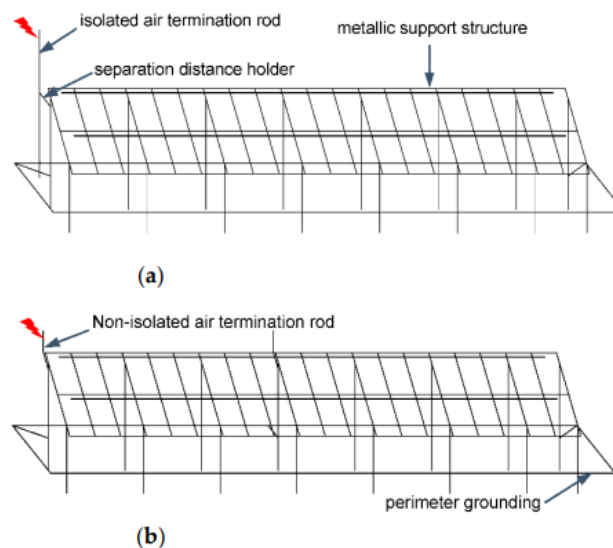 isolated air termination rod
metallic support structure
separation distance holder
(a)
Non-isolated air termination rod
perimeter grounding
(b)